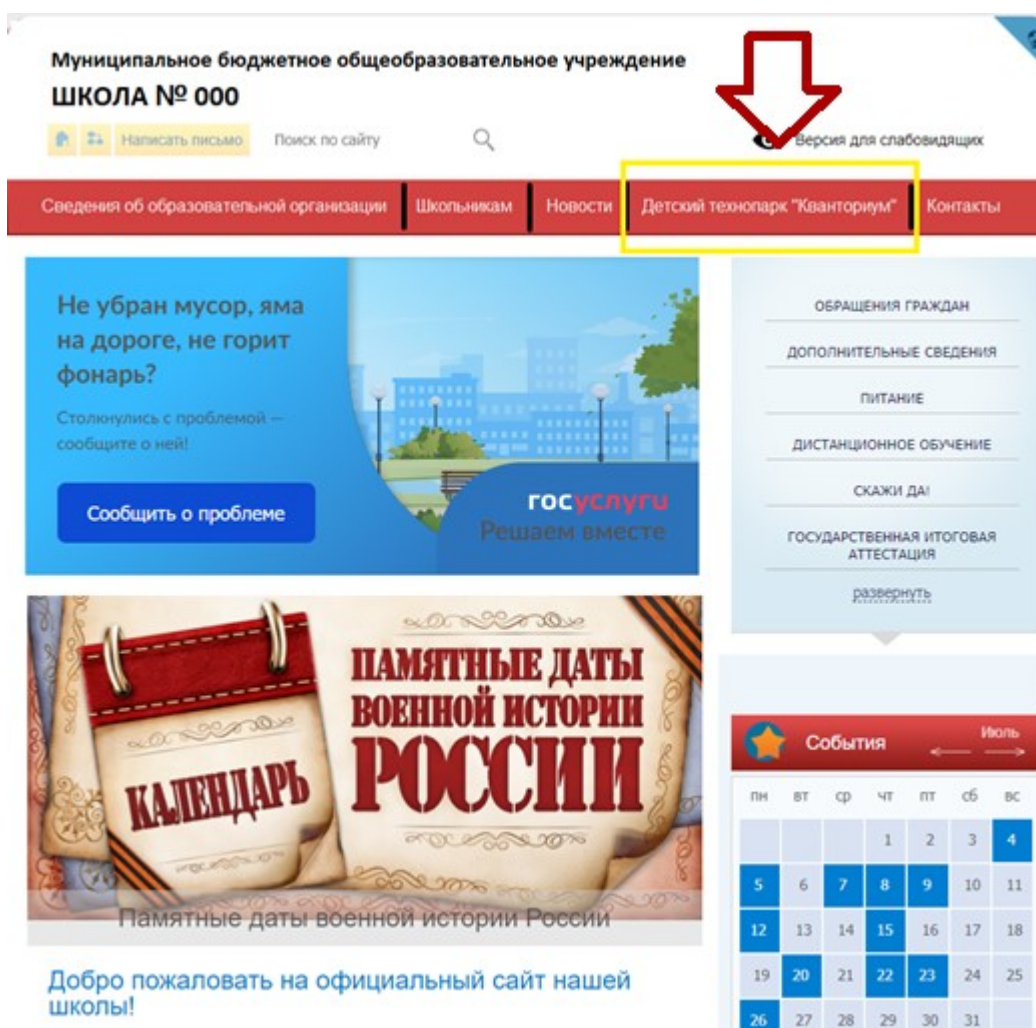 Муниципальное бюджетное общеобразовательное учреждение
ШКОЛА № 000
Написать письмо
Поиск по сайту
Версия для слабовидящих
Сведения об образовательной организации
Школьникам
Новости
Детский технопарк "Кванториум"
Контакты
Не убран мусор, яма
на дороге, не горит
фонарь?
Столкнулись с проблемой —
сообщите о ней!
Сообщить о проблеме
госуслуги
Решаем вместе
ОБРАЩЕНИЯ ГРАЖДАН
ДОПОЛНИТЕЛЬНЫЕ СВЕДЕНИЯ
ПИТАНИЕ
ДИСТАНЦИОННОЕ ОБУЧЕНИЕ
СКАЖИ ДА!
ГОСУДАРСТВЕННАЯ ИТОГОВАЯ
АТТЕСТАЦИЯ
развернуть
КАЛЕНДАРЬ
ПАМЯТНЫЕ ДАТЫ
ВОЕННОЙ ИСТОРИИ
РОССИИ
Памятные даты военной истории России
Добро пожаловать на официальный сайт нашей
школы!
События
Июль
пн вт ср чт пт сб вс
1 2 3 4
5 6 7 8 9 10 11
12 13 14 15 16 17 18
19 20 21 22 23 24 25
26 27 28 29 30 31